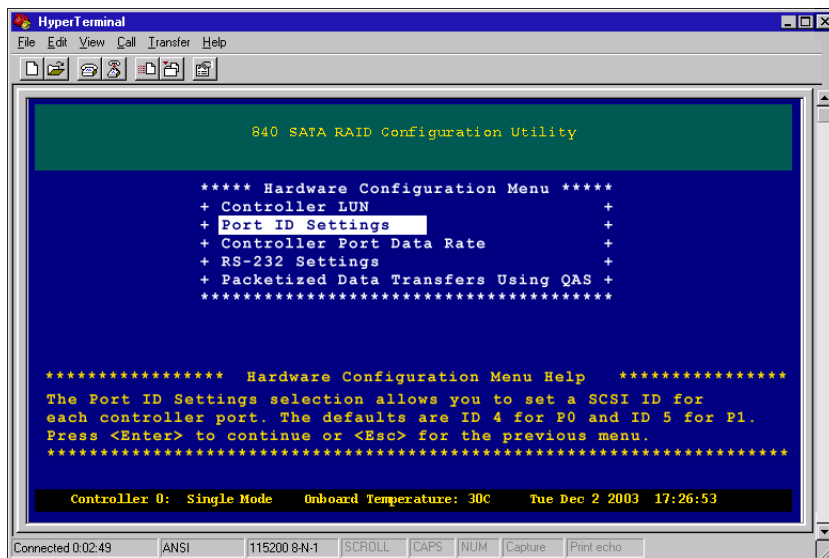 HyperTerminal
File Edit View Call Transfer Help
840 SATA RAID Configuration Utility
***** Hardware Configuration Menu *****
+ Controller LUN +
+ Port ID Settings +
+ Controller Port Data Rate +
+ RS-232 Settings +
+ Packetized Data Transfers Using QAS +
***************************************
***************** Hardware Configuration Menu Help ****************
The Port ID Settings selection allows you to set a SCSI ID for
each controller port. The defaults are ID 4 for P0 and ID 5 for P1.
Press <Enter> to continue or <Esc> for the previous menu.
********************************************************************
Controller 0: Single Mode Onboard Temperature: 30C Tue Dec 2 2003 17:26:53
Connected 0:02:49 ANSI 115200 8-N-1 SCROLL CAPS NUM Capture Print echo